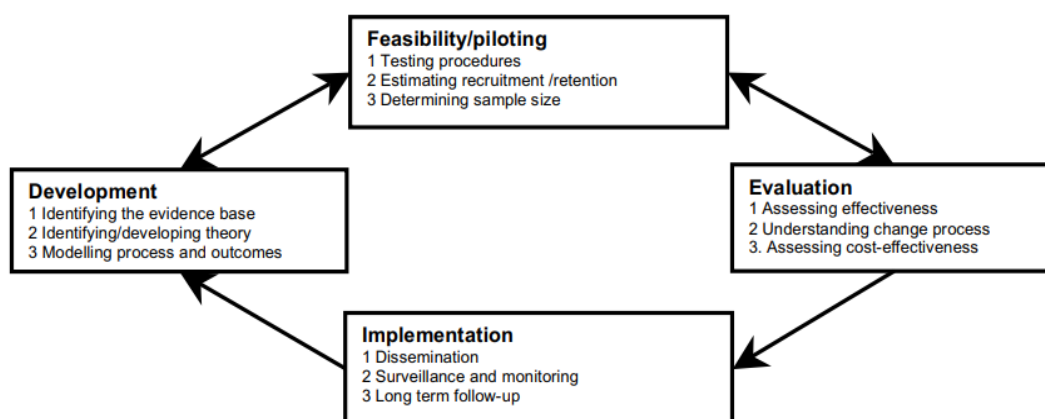 Feasibility/piloting
1 Testing procedures
2 Estimating recruitment /retention
3 Determining sample size
Development
1 Identifying the evidence base
2 Identifying/developing theory
3 Modelling process and outcomes
Evaluation
1 Assessing effectiveness
2 Understanding change process
3. Assessing cost-effectiveness
Implementation
1 Dissemination
2 Surveillance and monitoring
3 Long term follow-up